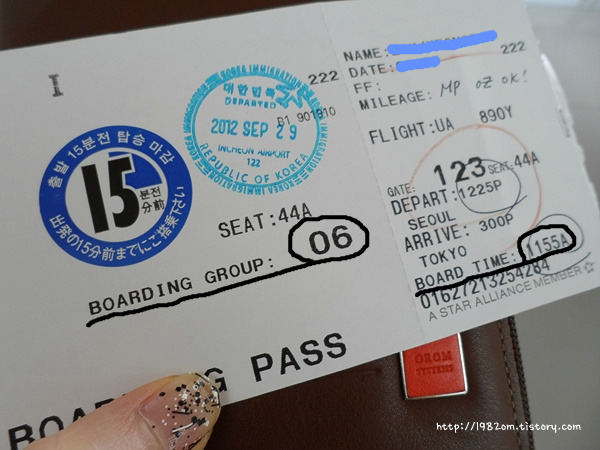 I
222
KOREA IMMIGRATION
대한민국
DEPARTED
2012 SEP 29
INCHEON AIRPORT
122
REPUBLIC OF KOREA
B1 901810
출발 15분전 탑승 마감
15
분전
分前
出発の15分前までにご搭乗下さい
SEAT:44A
BOARDING GROUP: 06
BOARDING PASS
NAME:
222
DATE:
FF:
MILEAGE: MP OZ OK!
FLIGHT:UA 890Y
GATE: 123 SEAT:44A
DEPART:1225P
SEOUL
ARRIVE: 300P
TOKYO
BOARD TIME: 1155A
01627213254284
A STAR ALLIANCE MEMBER
OROM
SYSTEMS
http://1982om.tistory.com